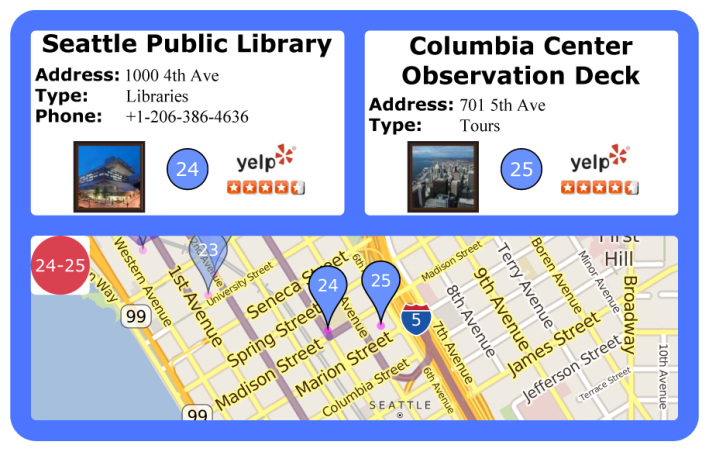 Seattle Public Library
Address: 1000 4th Ave
Type: Libraries
Phone: +1-206-386-4636
24
yelp
Columbia Center
Observation Deck
Address: 701 5th Ave
Type: Tours
25
yelp
24-25
Western Avenue
1st Avenue
23
University Street
Seneca Street
Spring Street
Madison Street
Marion Street
Columbia Street
24
25
Madison Street
99
99
5
6th Avenue
7th Avenue
8th Avenue
9th Avenue
Terry Avenue
Boren Avenue
Minor Avenue
First
Hill
Broadway
10th Avenue
James Street
Jefferson Street
Terrace Street
SEATTLE